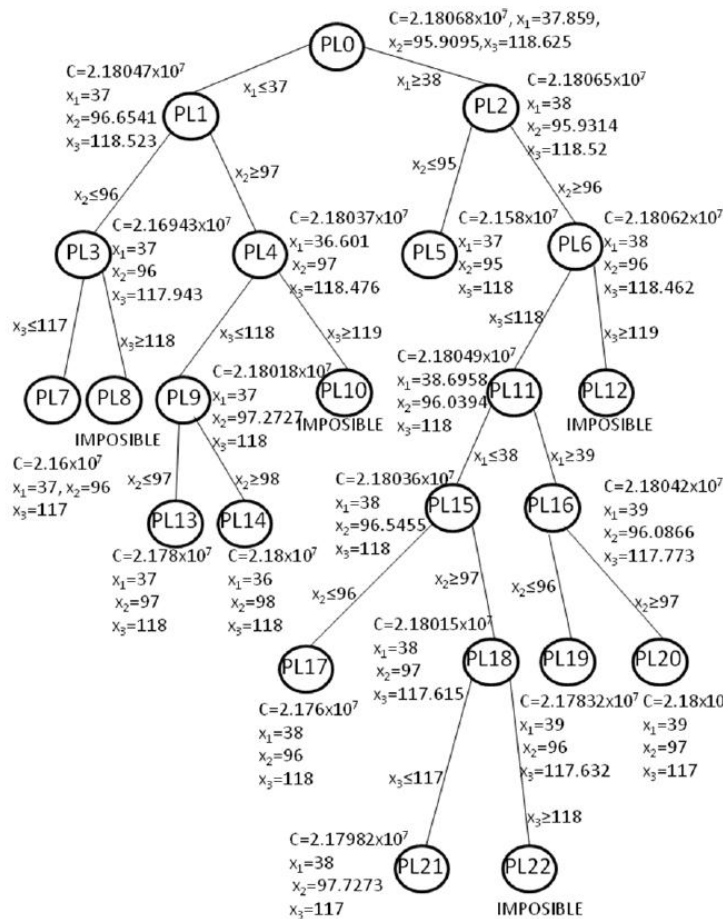 PL0
C=2.18068x10⁷, x₁=37.859,
x₂=95.9095,x₃=118.625
x₁≤37
x₁≥38
C=2.18047x10⁷
x₁=37
x₂=96.6541
x₃=118.523
PL1
PL2
C=2.18065x10⁷
x₁=38
x₂=95.9314
x₃=118.52
x₂≤96
x₂≥97
x₂≤95
x₂≥96
PL3
C=2.16943x10⁷
x₁=37
x₂=96
x₃=117.943
PL4
C=2.18037x10⁷
x₁=36.601
x₂=97
x₃=118.476
PL5
C=2.158x10⁷
x₁=37
x₂=95
x₃=118
PL6
C=2.18062x10⁷
x₁=38
x₂=96
x₃=118.462
x₃≤117
x₃≥118
x₃≤118
x₃≥119
x₃≤118
x₃≥119
PL7
PL8
IMPOSIBLE
PL9
C=2.18018x10⁷
x₁=37
x₂=97.2727
x₃=118
PL10
IMPOSIBLE
C=2.18049x10⁷
x₁=38.6958
x₂=96.0394
x₃=118
PL11
PL12
IMPOSIBLE
C=2.16x10⁷
x₁=37, x₂=96
x₃=117
x₂≤97
x₂≥98
x₁≤38
x₁≥39
PL13
C=2.178x10⁷
x₁=37
x₂=97
x₃=118
PL14
C=2.18x10⁷
x₁=36
x₂=98
x₃=118
C=2.18036x10⁷
x₁=38
x₂=96.5455
x₃=118
PL15
PL16
C=2.18042x10⁷
x₁=39
x₂=96.0866
x₃=117.773
x₂≤96
x₂≥97
x₂≤96
x₂≥97
PL17
C=2.176x10⁷
x₁=38
x₂=96
x₃=118
C=2.18015x10⁷
x₁=38
x₂=97
x₃=117.615
PL18
PL19
C=2.17832x10⁷
x₁=39
x₂=96
x₃=117.632
PL20
C=2.18x10
x₁=39
x₂=97
x₃=117
x₃≤117
x₃≥118
C=2.17982x10⁷
x₁=38
x₂=97.7273
x₃=117
PL21
PL22
IMPOSIBLE